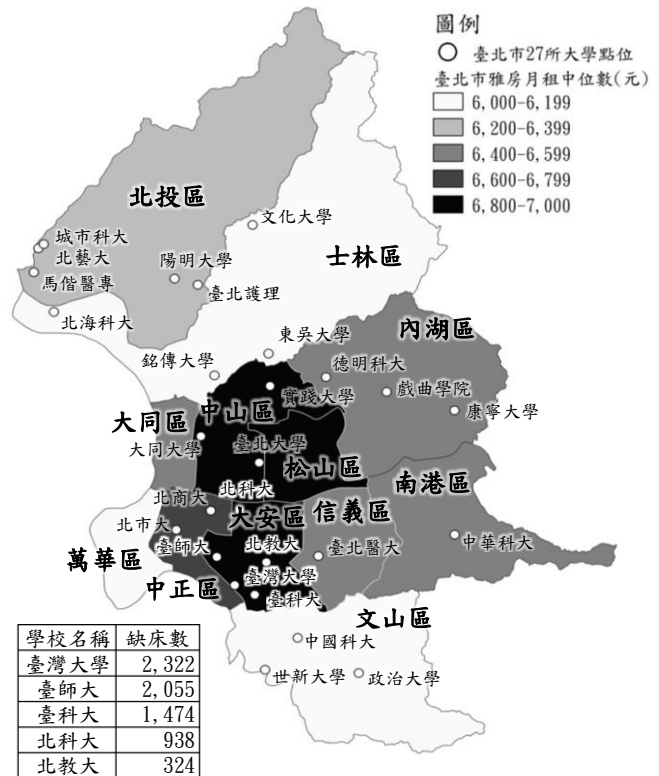 圖例
臺北市27所大學點位
臺北市雅房月租中位數(元)
6,000-6,199
6,200-6,399
6,400-6,599
6,600-6,799
6,800-7,000
北投區
文化大學
城市科大
北藝大
陽明大學
士林區
馬偕醫專
臺北護理
北海科大
內湖區
東吳大學
銘傳大學
德明科大
實踐大學
戲曲學院
大同區
中山區
康寧大學
大同大學
臺北大學
松山區
南港區
北科大
北商大
大安區
信義區
北市大
臺師大
北教大
臺北醫大
中華科大
萬華區
臺灣大學
中正區
臺科大
文山區
中國科大
世新大學
政治大學
學校名稱 缺床數
臺灣大學 2,322
臺師大 2,055
臺科大 1,474
北科大 938
北教大 324